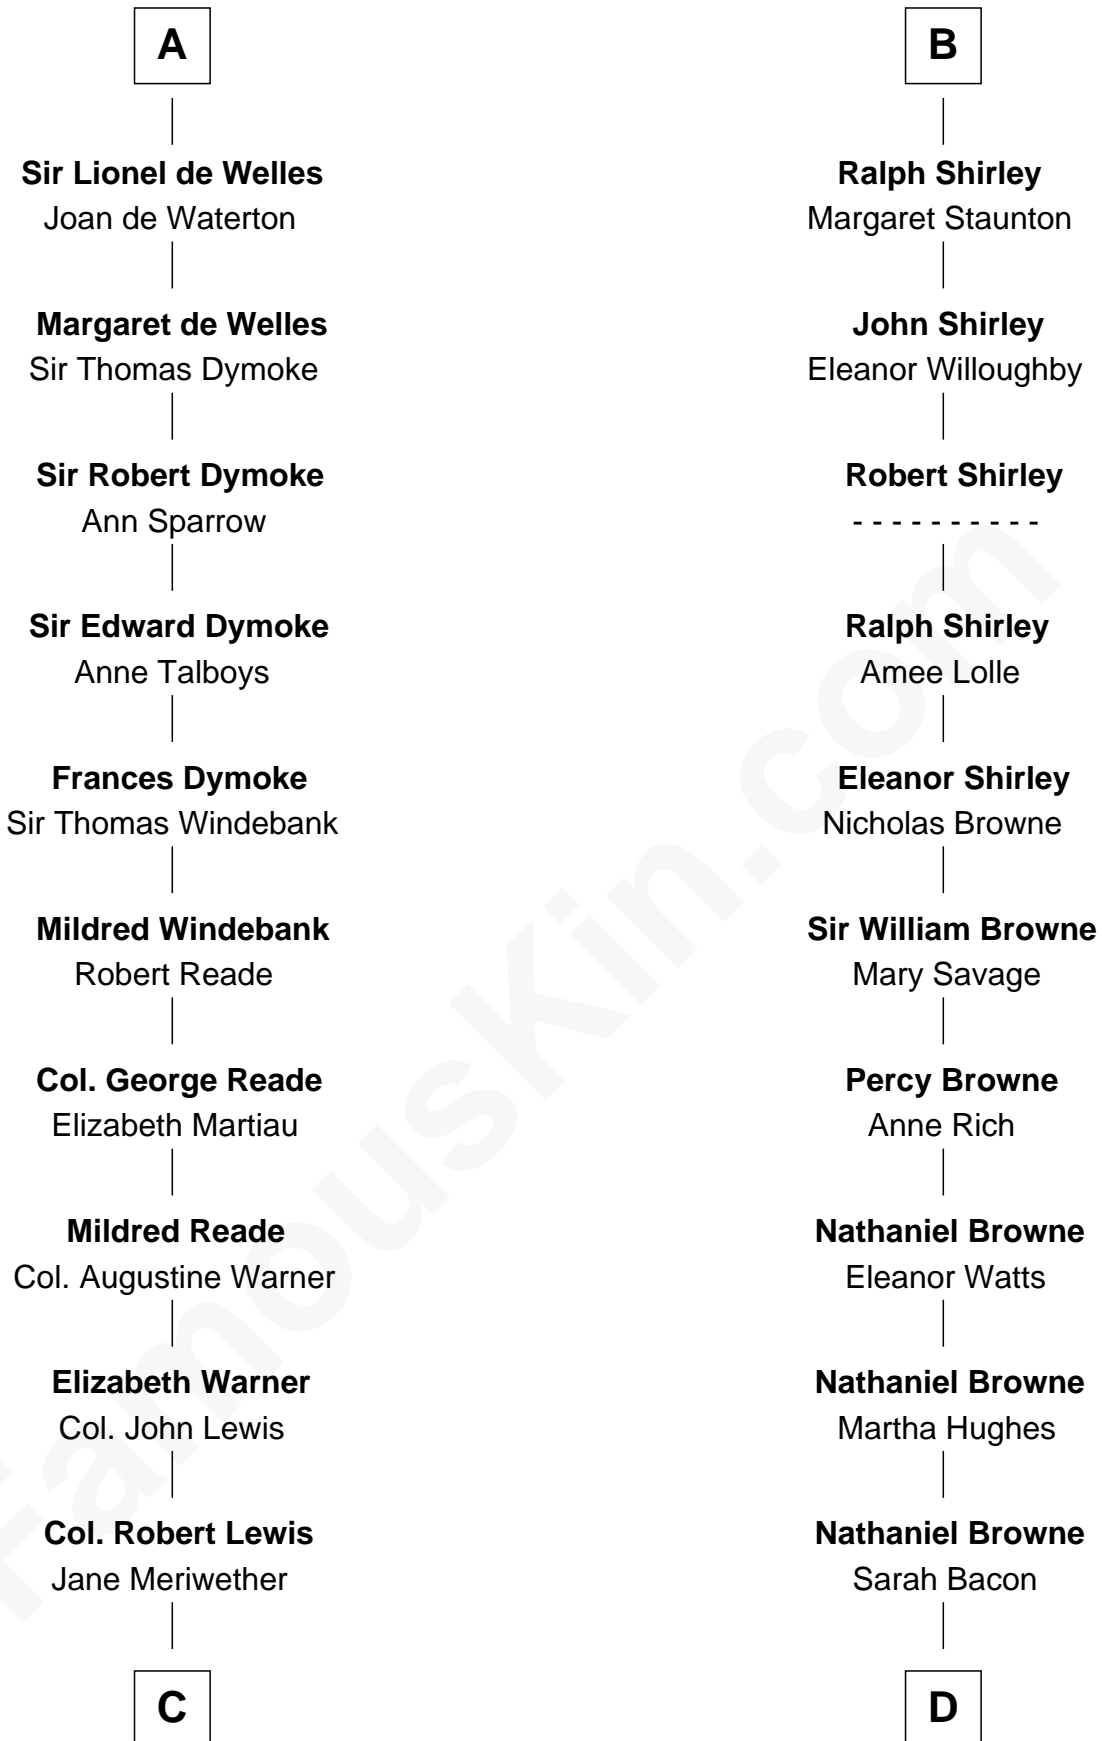 A
Sir Lionel de Welles
Joan de Waterton
Margaret de Welles
Sir Thomas Dymoke
Sir Robert Dymoke
Ann Sparrow
Sir Edward Dymoke
Anne Talboys
Frances Dymoke
Sir Thomas Windebank
Mildred Windebank
Robert Reade
Col. George Reade
Elizabeth Martiau
Mildred Reade
Col. Augustine Warner
Elizabeth Warner
Col. John Lewis
Col. Robert Lewis
Jane Meriwether
C
B
Ralph Shirley
Margaret Staunton
John Shirley
Eleanor Willoughby
Robert Shirley
- - - - - - - - - -
Ralph Shirley
Amee Lolle
Eleanor Shirley
Nicholas Browne
Sir William Browne
Mary Savage
Percy Browne
Anne Rich
Nathaniel Browne
Eleanor Watts
Nathaniel Browne
Martha Hughes
Nathaniel Browne
Sarah Bacon
D
FamousKin.com